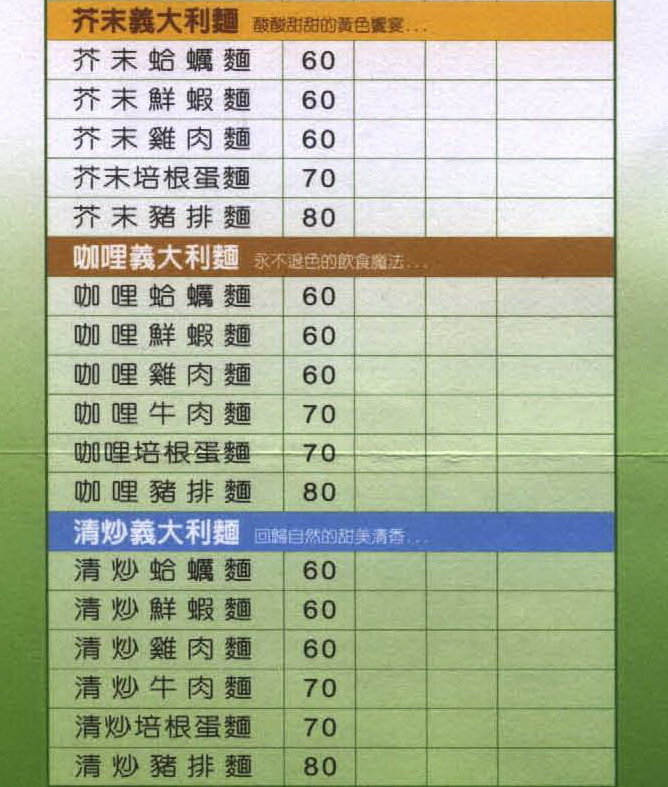 芥末義大利麵 酸酸甜甜的黃色饗宴...
芥末蛤蠣麵 60
芥末鮮蝦麵 60
芥末雞肉麵 60
芥末培根蛋麵 70
芥末豬排麵 80
咖哩義大利麵 永不退色的飲食魔法...
咖哩蛤蠣麵 60
咖哩鮮蝦麵 60
咖哩雞肉麵 60
咖哩牛肉麵 70
咖哩培根蛋麵 70
咖哩豬排麵 80
清炒義大利麵 回歸自然的甜美清香...
清炒蛤蠣麵 60
清炒鮮蝦麵 60
清炒雞肉麵 60
清炒牛肉麵 70
清炒培根蛋麵 70
清炒豬排麵 80